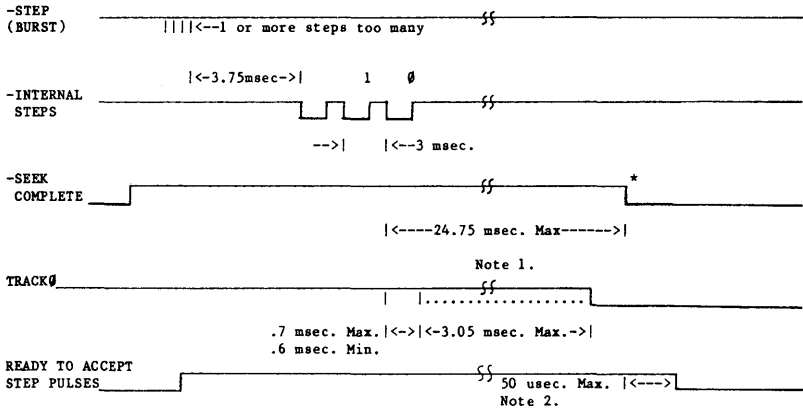 -STEP
(BURST) ||||<--1 or more steps too many
|<-3.75msec->| 1 0
-INTERNAL
STEPS
-->| |<--3 msec.
-SEEK *
COMPLETE
|<----24.75 msec. Max------>|
Note 1.
TRACK0
| |..................
.7 msec. Max.|<->|<-3.05 msec. Max.->|
.6 msec. Min.
READY TO ACCEPT
STEP PULSES 50 usec. Max. |<--->
Note 2.